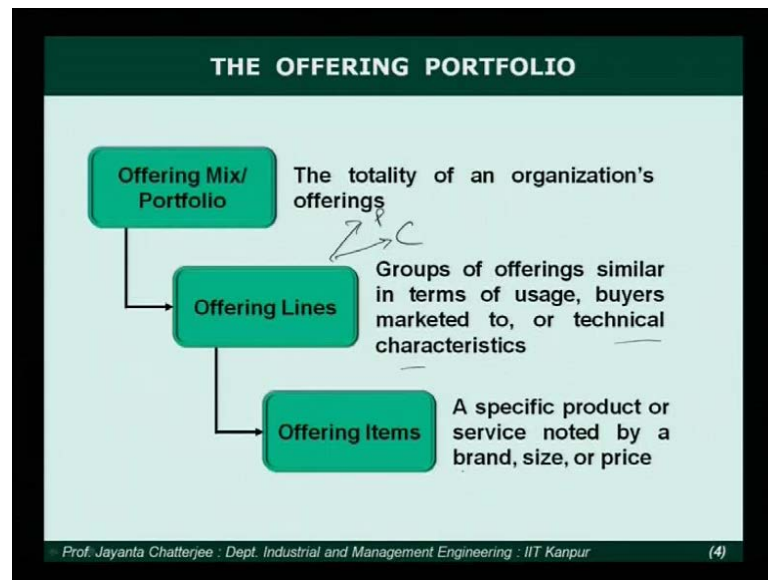 THE OFFERING PORTFOLIO
Offering Mix/
Portfolio
The totality of an organization's
offerings
C
Offering Lines
Groups of offerings similar
in terms of usage, buyers
marketed to, or technical
characteristics
Offering Items
A specific product or
service noted by a
brand, size, or price
Prof. Jayanta Chatterjee : Dept. Industrial and Management Engineering : IIT Kanpur
(4)